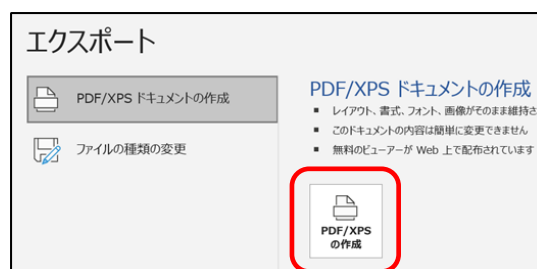 エクスポート
PDF/XPS ドキュメントの作成
ファイルの種類の変更
PDF/XPS ドキュメントの作成
レイアウト、書式、フォント、画像がそのまま維持さ
このドキュメントの内容は簡単に変更できません
無料のビューアーが Web 上で配布されています
PDF/XPS
の作成